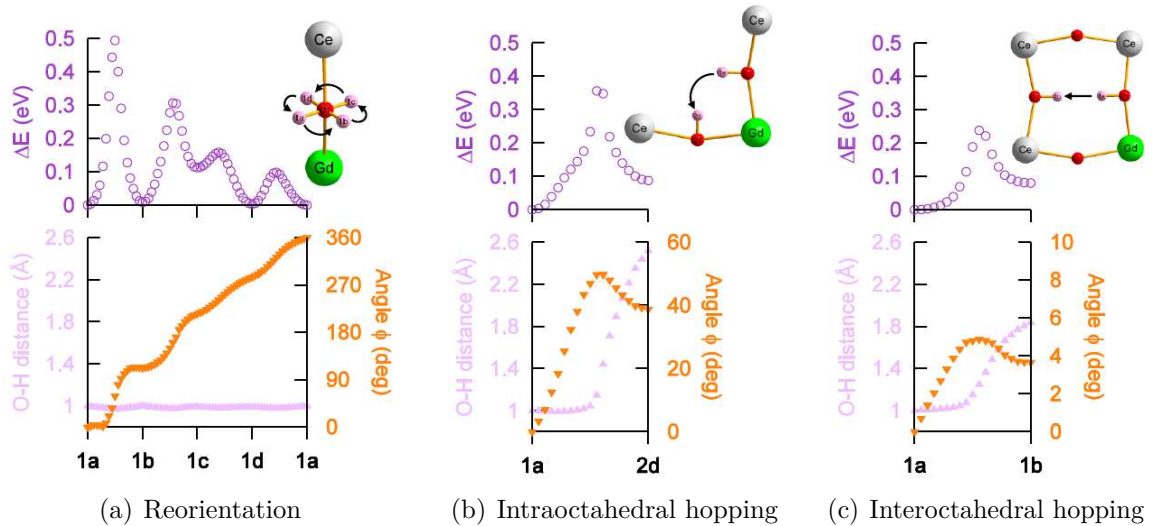 0.5
0.4
0.3
0.2
0.1
0
ΔE (eV)
Ce
1d
1c
1a
1b
Gd
2.6
2.2
1.8
1.4
1
O-H distance (Å)
360
270
180
90
0
Angle ϕ (deg)
1a 1b 1c 1d 1a
(a) Reorientation
0.5
0.4
0.3
0.2
0.1
0
ΔE (eV)
Ce
Ce
Gd
2.6
2.2
1.8
1.4
1
O-H distance (Å)
60
40
20
0
Angle ϕ (deg)
1a 2d
(b) Intraoctahedral hopping
0.5
0.4
0.3
0.2
0.1
0
ΔE (eV)
Ce Ce
Ce Gd
2.6
2.2
1.8
1.4
1
O-H distance (Å)
10
8
6
4
2
0
Angle ϕ (deg)
1a 1b
(c) Interoctahedral hopping